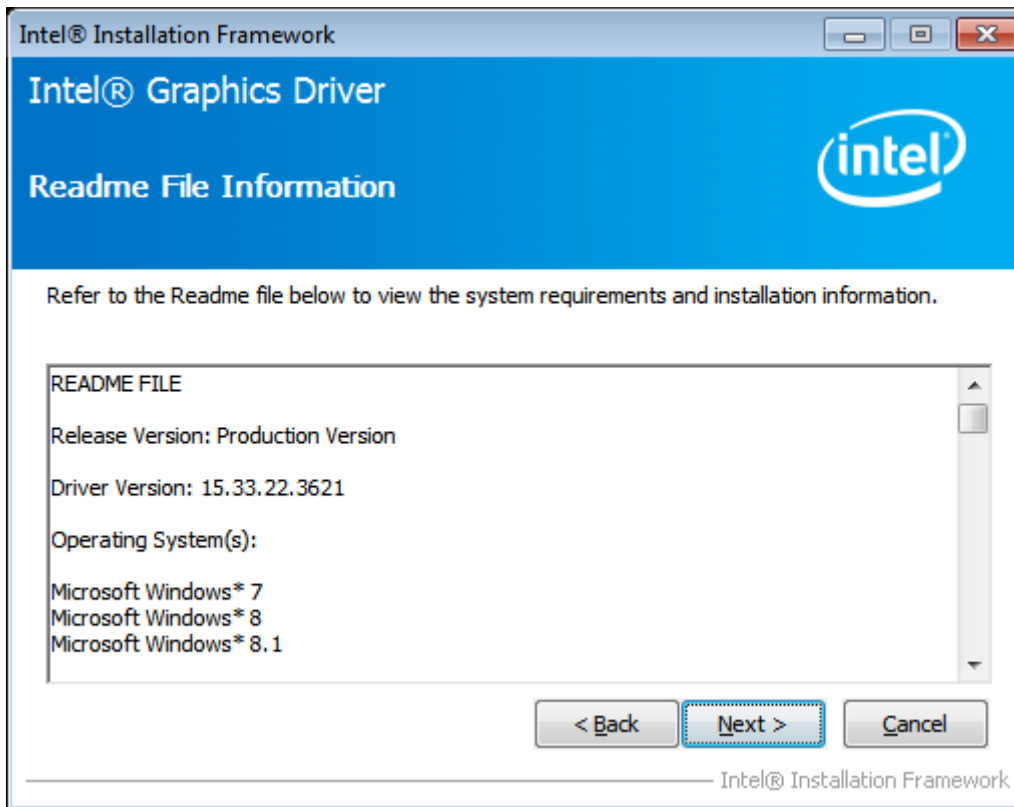 Intel® Installation Framework
Intel® Graphics Driver
intel
Readme File Information
Refer to the Readme file below to view the system requirements and installation information.
README FILE
Release Version: Production Version
Driver Version: 15.33.22.3621
Operating System(s):
Microsoft Windows* 7
Microsoft Windows* 8
Microsoft Windows* 8.1
< Back
Next >
Cancel
Intel® Installation Framework